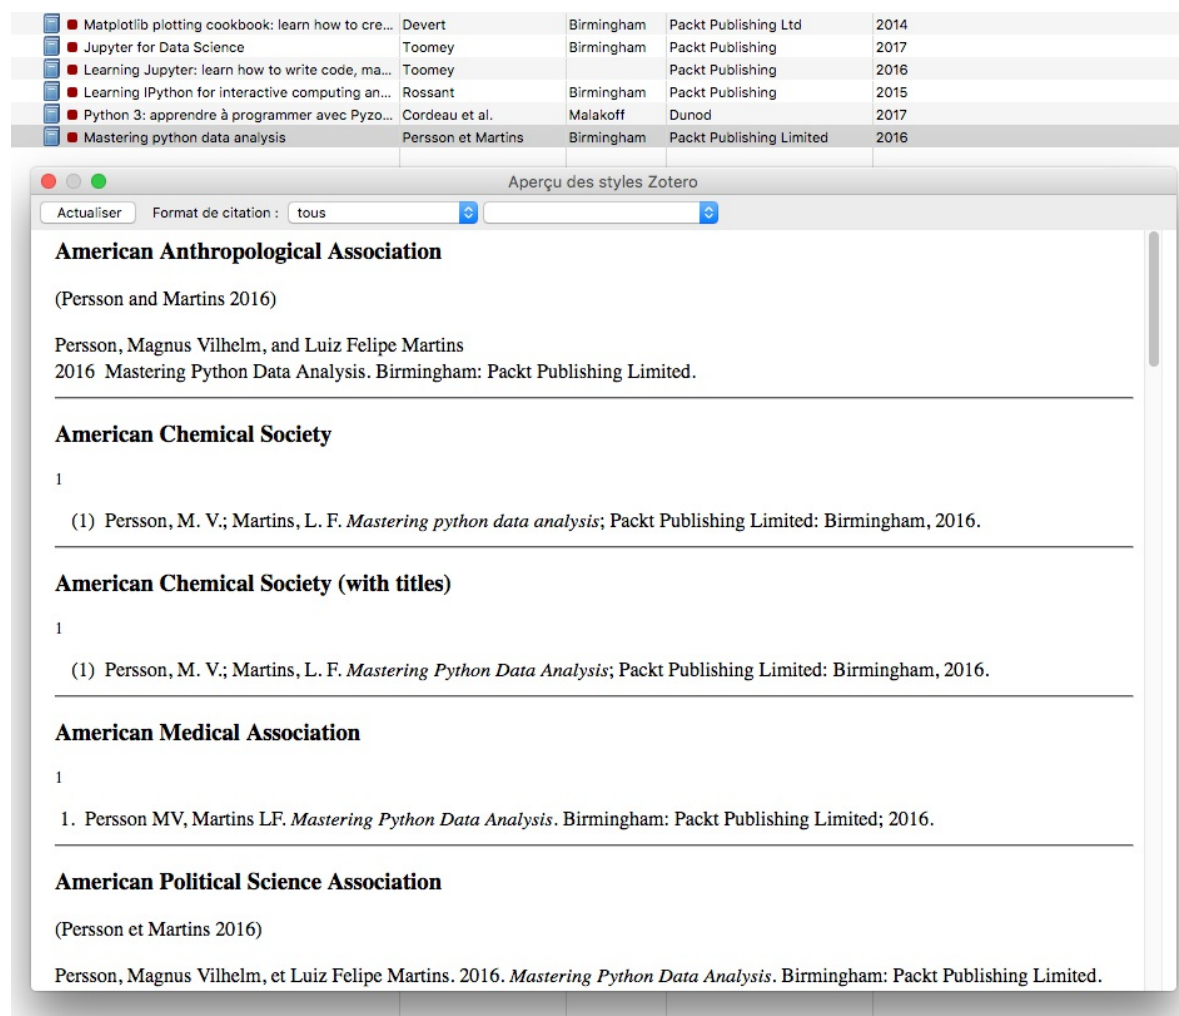 Matplotlib plotting cookbook: learn how to cre... Devert Birmingham Packt Publishing Ltd 2014
Jupyter for Data Science Toomey Birmingham Packt Publishing 2017
Learning Jupyter: learn how to write code, ma... Toomey Packt Publishing 2016
Learning IPython for interactive computing an... Rossant Birmingham Packt Publishing 2015
Python 3: apprendre à programmer avec Pyzo... Cordeau et al. Malakoff Dunod 2017
Mastering python data analysis Persson et Martins Birmingham Packt Publishing Limited 2016
Aperçu des styles Zotero
Actualiser Format de citation : tous
American Anthropological Association
(Persson and Martins 2016)
Persson, Magnus Vilhelm, and Luiz Felipe Martins
2016 Mastering Python Data Analysis. Birmingham: Packt Publishing Limited.
American Chemical Society
1
(1) Persson, M. V.; Martins, L. F. Mastering python data analysis; Packt Publishing Limited: Birmingham, 2016.
American Chemical Society (with titles)
1
(1) Persson, M. V.; Martins, L. F. Mastering Python Data Analysis; Packt Publishing Limited: Birmingham, 2016.
American Medical Association
1
1. Persson MV, Martins LF. Mastering Python Data Analysis. Birmingham: Packt Publishing Limited; 2016.
American Political Science Association
(Persson et Martins 2016)
Persson, Magnus Vilhelm, et Luiz Felipe Martins. 2016. Mastering Python Data Analysis. Birmingham: Packt Publishing Limited.